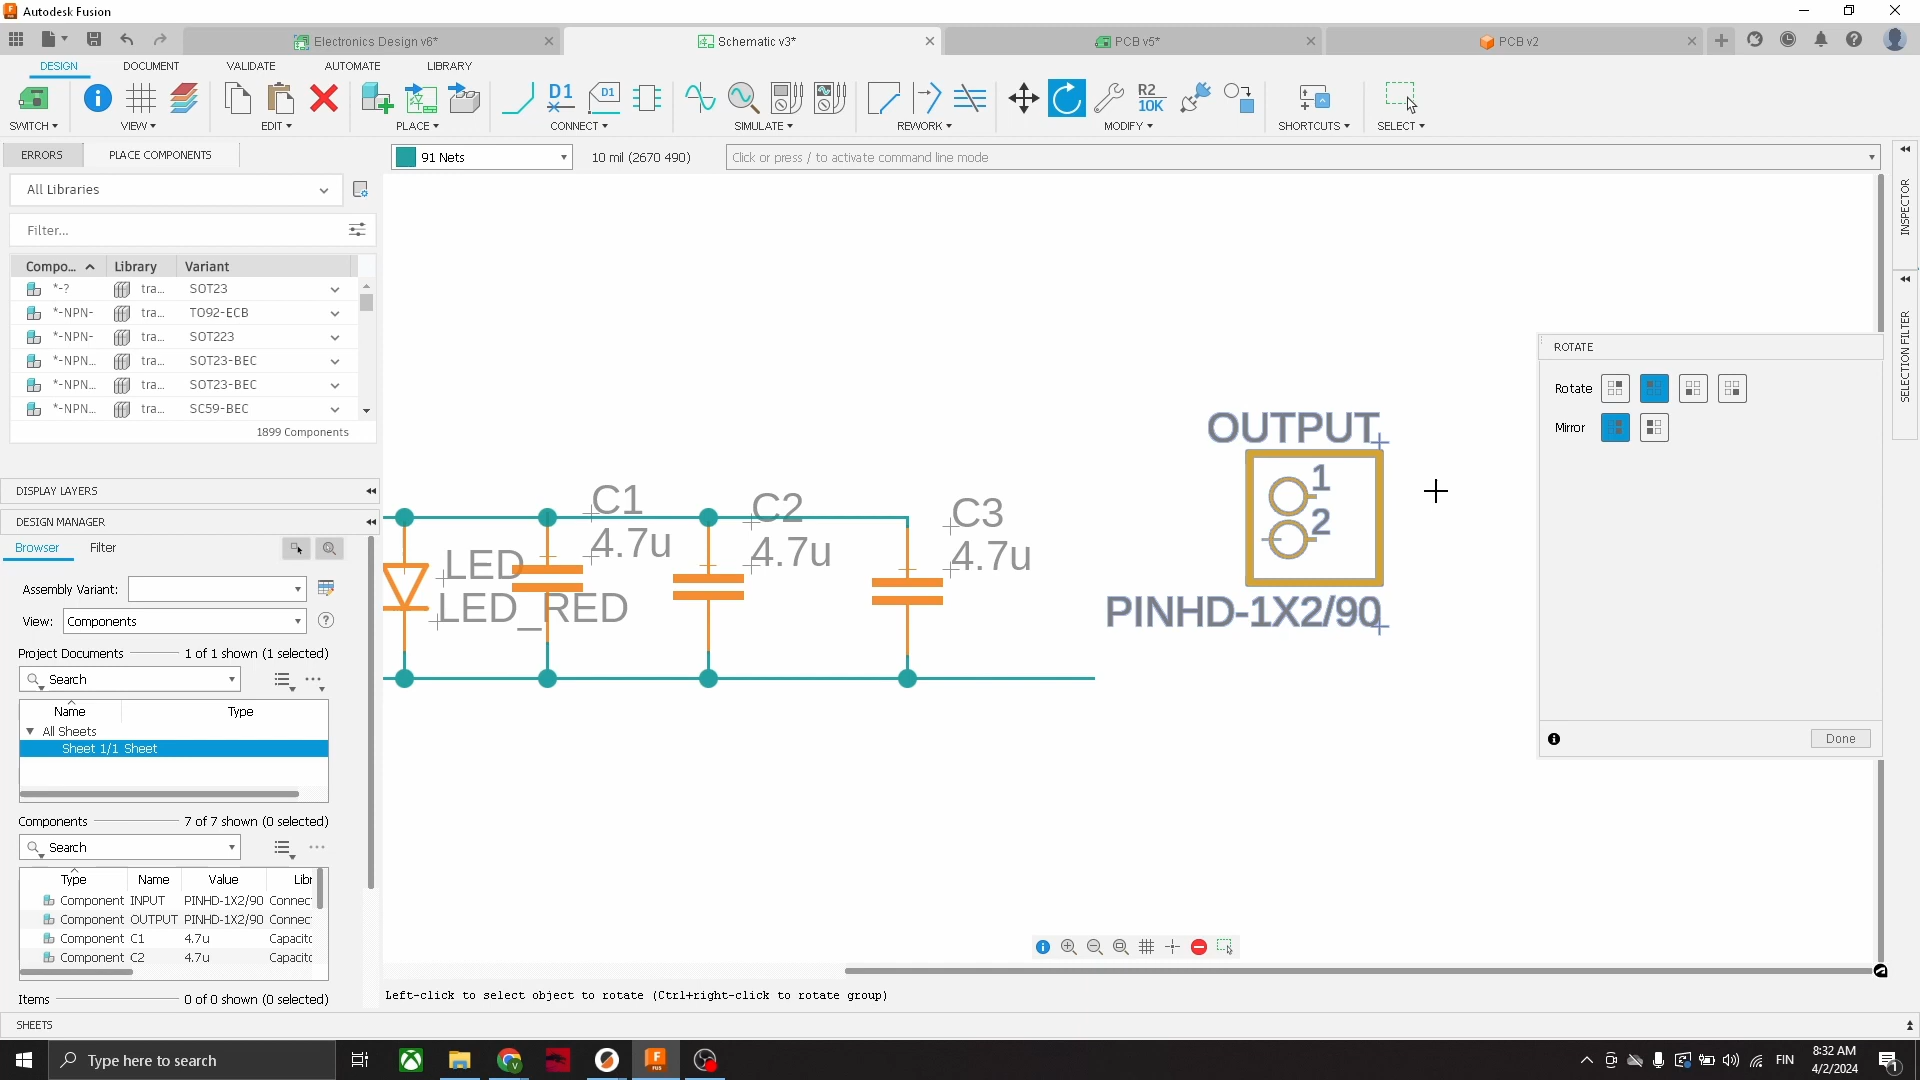 Autodesk Fusion
Electronics Design v6*
Schematic v3*
PCB v5*
PCB v2
DESIGN
DOCUMENT
VALIDATE
AUTOMATE
LIBRARY
D1
D1
R2
10K
SWITCH
VIEW
EDIT
PLACE
CONNECT
SIMULATE
REWORK
MODIFY
SHORTCUTS
SELECT
ERRORS
PLACE COMPONENTS
91 Nets
10 mil (2670 490)
Click or press / to activate command line mode
All Libraries
Filter...
Compo...
Library
Variant
*-?
tra...
SOT23
*-NPN-
tra...
TO92-ECB
*-NPN-
tra...
SOT223
*-NPN...
tra...
SOT23-BEC
*-NPN...
tra...
SOT23-BEC
*-NPN...
tra...
SC59-BEC
1899 Components
DISPLAY LAYERS
DESIGN MANAGER
Browser
Filter
Assembly Variant:
View:
Components
Project Documents
1 of 1 shown (1 selected)
Search
Name
Type
All Sheets
Sheet 1/1 Sheet
Components
7 of 7 shown (0 selected)
Search
Type
Name
Value
Libr
Component INPUT PINHD-1X2/90 Connec
Component OUTPUT PINHD-1X2/90 Connec
Component C1 4.7u Capacitc
Component C2 4.7u Capacitc
Items
0 of 0 shown (0 selected)
SHEETS
LED
LED_RED
C1
4.7u
C2
4.7u
C3
4.7u
OUTPUT
1
2
PINHD-1X2/90
ROTATE
Rotate
Mirror
Done
INSPECTOR
SELECTION FILTER
Left-click to select object to rotate (Ctrl+right-click to rotate group)
Type here to search
FIN
8:32 AM
4/2/2024
1